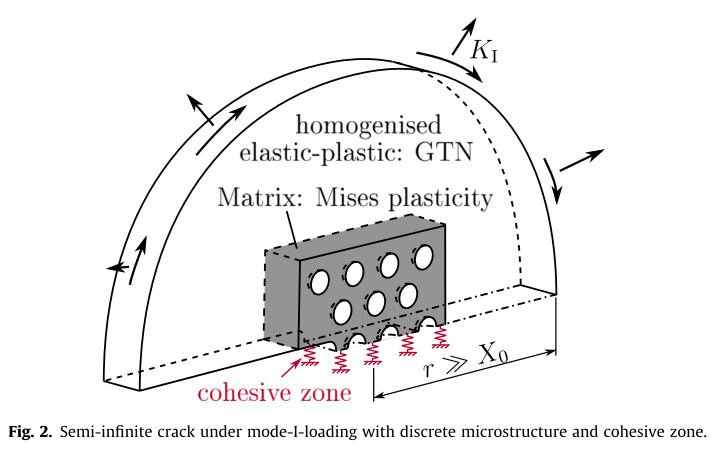 K_I
homogenised
elastic-plastic: GTN
Matrix: Mises plasticity
cohesive zone
r ≫ X_0
Fig. 2. Semi-infinite crack under mode-I-loading with discrete microstructure and cohesive zone.